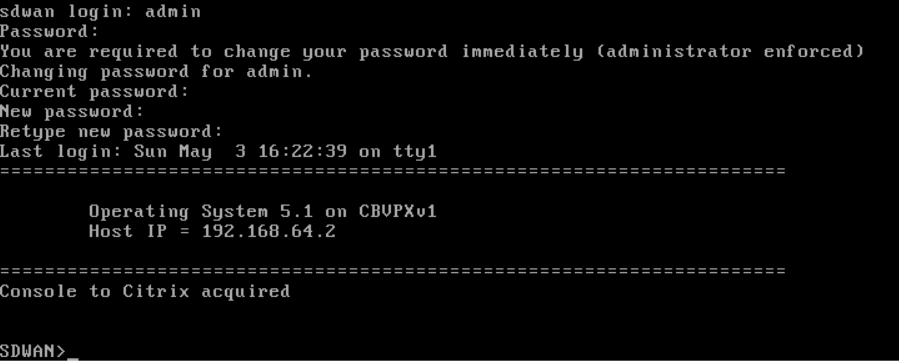 sdwan login: admin
Password:
You are required to change your password immediately (administrator enforced)
Changing password for admin.
Current password:
New password:
Retype new password:
Last login: Sun May  3 16:22:39 on tty1
======================================================================
Operating System 5.1 on CBVPXv1
Host IP = 192.168.64.2
======================================================================
Console to Citrix acquired
SDWAN>_